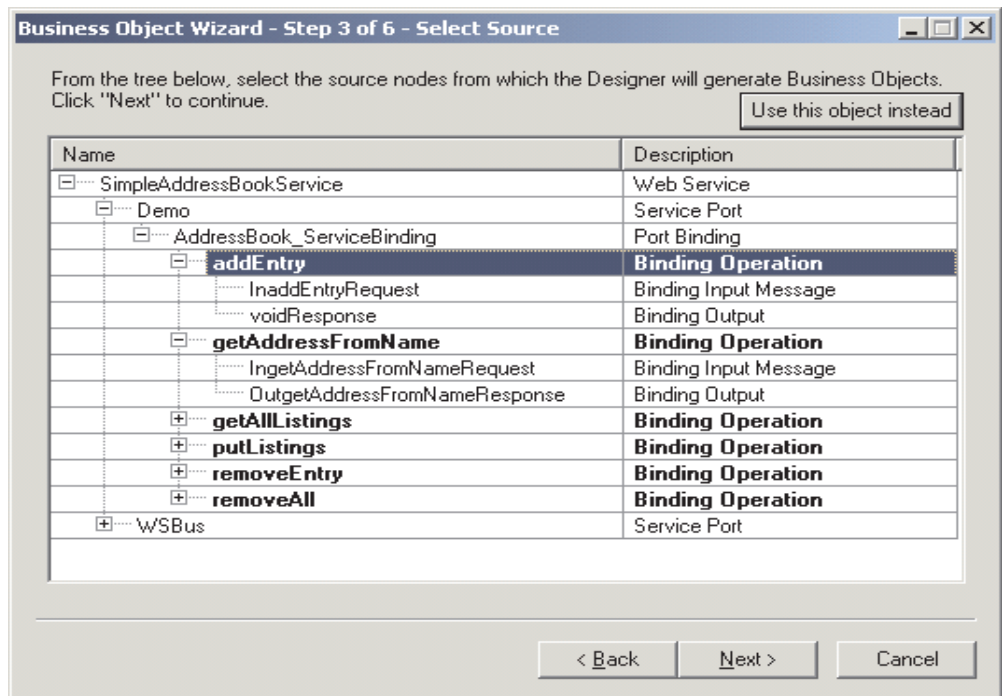 Business Object Wizard - Step 3 of 6 - Select Source
From the tree below, select the source nodes from which the Designer will generate Business Objects.
Click "Next" to continue.
Use this object instead
Name Description
SimpleAddressBookService Web Service
Demo Service Port
AddressBook_ServiceBinding Port Binding
addEntry Binding Operation
InaddEntryRequest Binding Input Message
voidResponse Binding Output
getAddressFromName Binding Operation
IngetAddressFromNameRequest Binding Input Message
OutgetAddressFromNameResponse Binding Output
getAllListings Binding Operation
putListings Binding Operation
removeEntry Binding Operation
removeAll Binding Operation
WSBus Service Port
< Back Next > Cancel